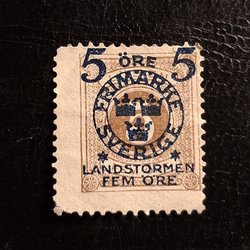 5 ÖRE 5
FRIMÄRKE
SVERIGE
LANDSTORMEN
FEM ÖRE